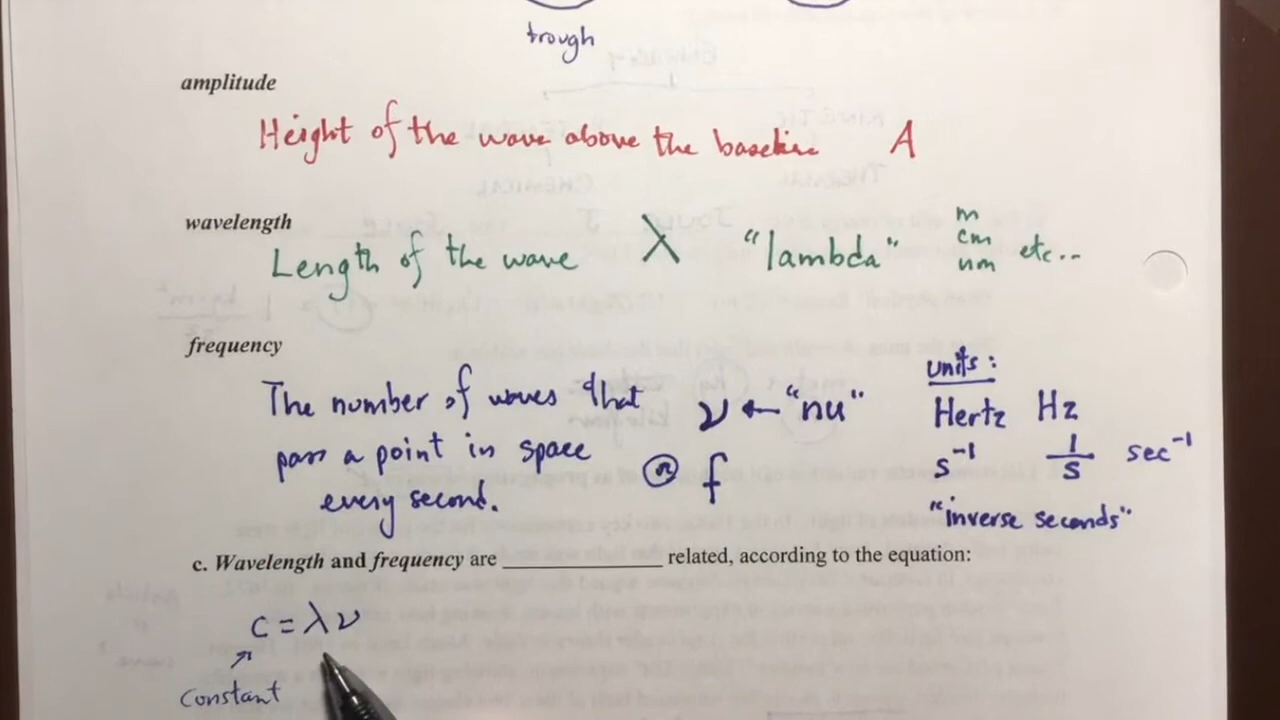 trough
amplitude
Height of the wave above the baseline A
wavelength
Length of the wave λ "lambda" m cm nm etc..
frequency
The number of waves that
pass a point in space
every second.
ν ← "nu"
or f
units:
Hertz Hz
s⁻¹ 1/s sec⁻¹
"inverse seconds"
c. Wavelength and frequency are ______________ related, according to the equation:
c = λν
Constant